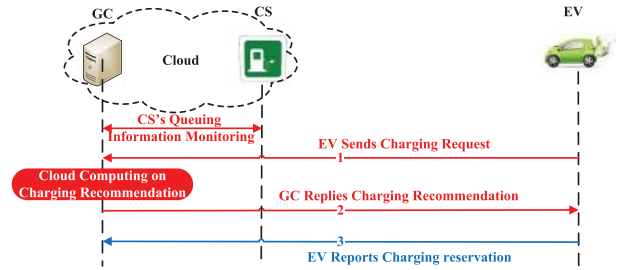 GC
CS
EV
Cloud
CS's Queuing
Information Monitoring
EV Sends Charging Request
1
Cloud Computing on
Charging Recommendation
GC Replies Charging Recommendation
2
3
EV Reports Charging reservation